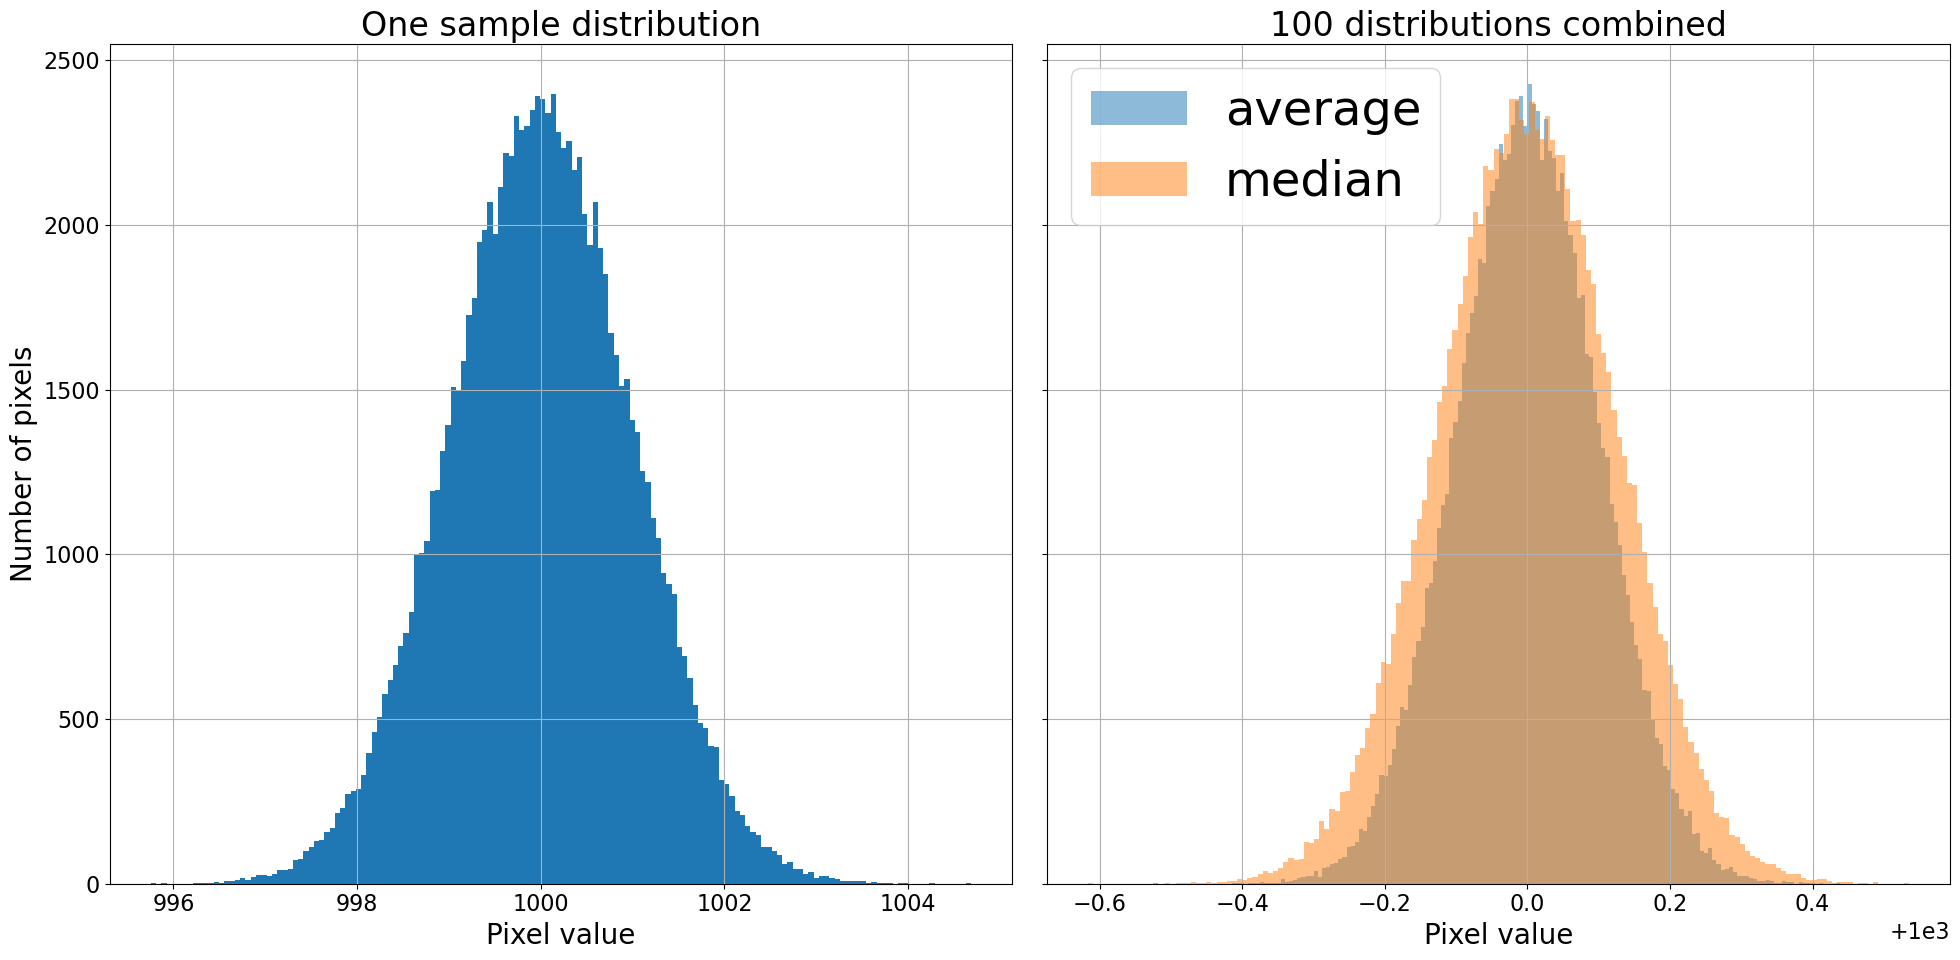 One sample distribution
2500
2000
1500
1000
500
0
Number of pixels
996
998
1000
1002
1004
Pixel value
100 distributions combined
average
median
−0.6
−0.4
−0.2
0.0
0.2
0.4
+1e3
Pixel value